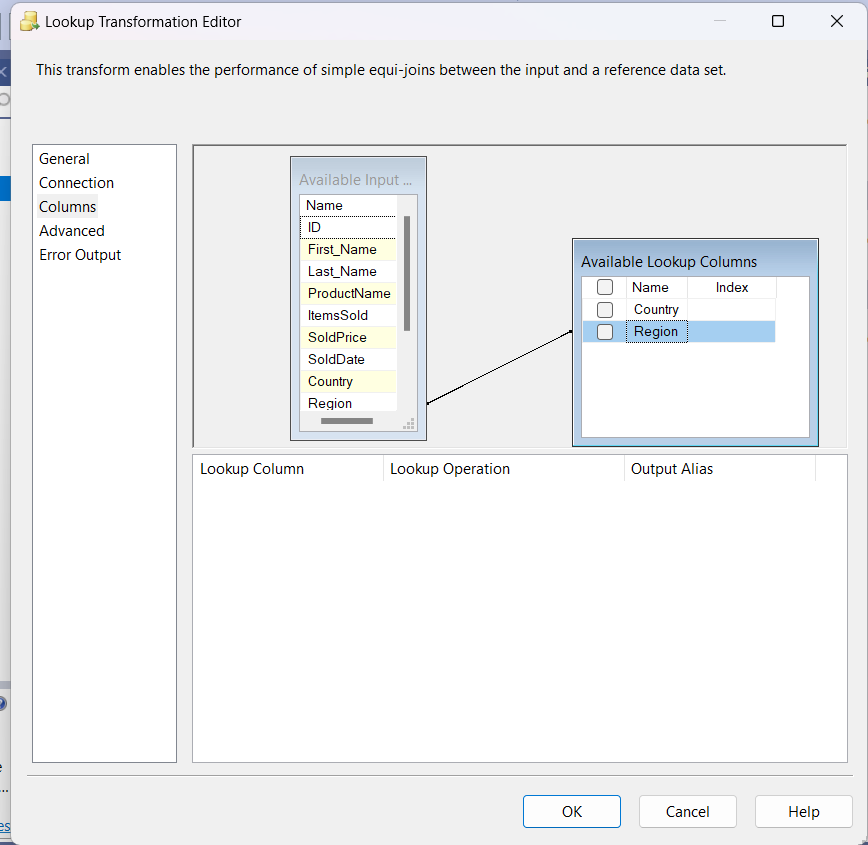 Lookup Transformation Editor
This transform enables the performance of simple equi-joins between the input and a reference data set.
General
Connection
Columns
Advanced
Error Output
Available Input ...
Name
ID
First_Name
Last_Name
ProductName
ItemsSold
SoldPrice
SoldDate
Country
Region
Available Lookup Columns
Name Index
Country
Region
Lookup Column Lookup Operation Output Alias
OK Cancel Help